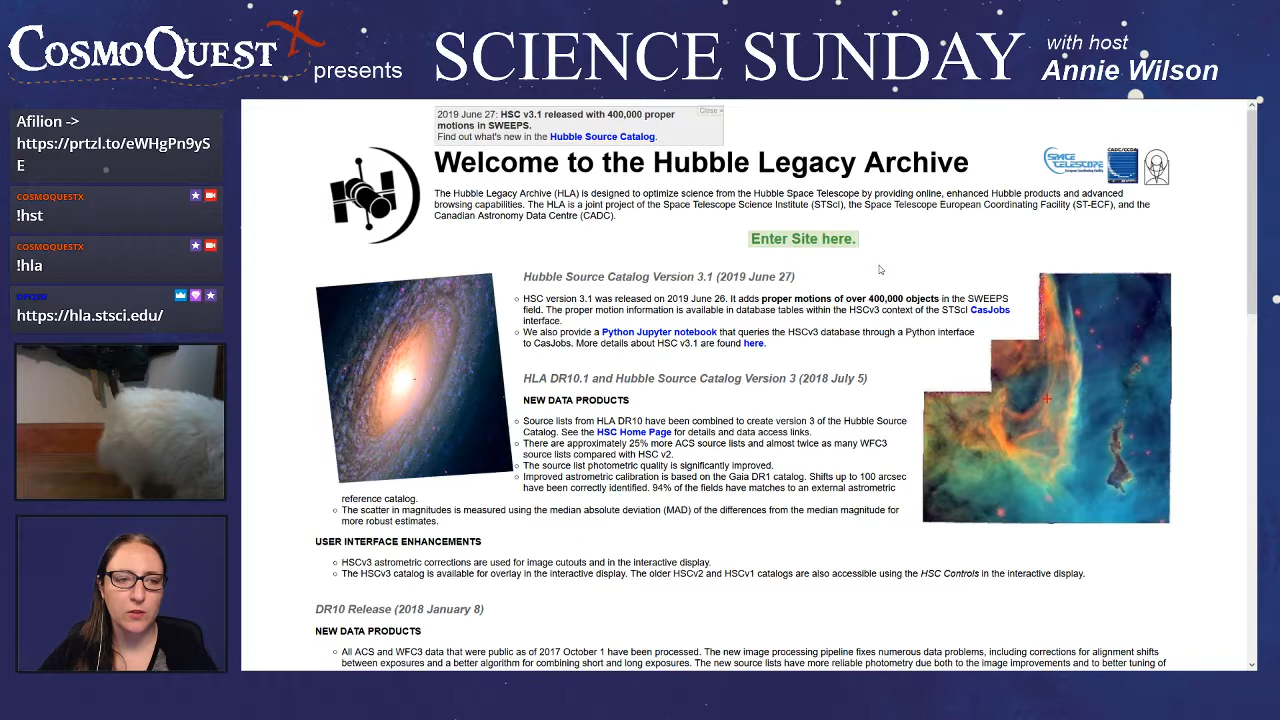 COSMOQUEST X
presents
SCIENCE SUNDAY
with host
Annie Wilson
Afilion ->
https://prtzl.to/eWHgPn9yS
E
COSMOQUESTX
!hst
COSMOQUESTX
!hla
https://hla.stsci.edu/
2019 June 27: HSC v3.1 released with 400,000 proper
motions in SWEEPS.
Find out what's new in the Hubble Source Catalog.
Close
Welcome to the Hubble Legacy Archive
SPACE
TELESCOPE
CADC/CCDA
The Hubble Legacy Archive (HLA) is designed to optimize science from the Hubble Space Telescope by providing online, enhanced Hubble products and advanced
browsing capabilities. The HLA is a joint project of the Space Telescope Science Institute (STScI), the Space Telescope European Coordinating Facility (ST-ECF), and the
Canadian Astronomy Data Centre (CADC).
Enter Site here.
Hubble Source Catalog Version 3.1 (2019 June 27)
○ HSC version 3.1 was released on 2019 June 26. It adds proper motions of over 400,000 objects in the SWEEPS
field. The proper motion information is available in database tables within the HSCv3 context of the STScI CasJobs
interface.
○ We also provide a Python Jupyter notebook that queries the HSCv3 database through a Python interface
to CasJobs. More details about HSC v3.1 are found here.
HLA DR10.1 and Hubble Source Catalog Version 3 (2018 July 5)
NEW DATA PRODUCTS
○ Source lists from HLA DR10 have been combined to create version 3 of the Hubble Source
Catalog. See the HSC Home Page for details and data access links.
○ There are approximately 25% more ACS source lists and almost twice as many WFC3
source lists compared with HSC v2.
○ The source list photometric quality is significantly improved.
○ Improved astrometric calibration is based on the Gaia DR1 catalog. Shifts up to 100 arcsec
have been correctly identified. 94% of the fields have matches to an external astrometric
reference catalog.
○ The scatter in magnitudes is measured using the median absolute deviation (MAD) of the differences from the median magnitude for
more robust estimates.
USER INTERFACE ENHANCEMENTS
○ HSCv3 astrometric corrections are used for image cutouts and in the interactive display.
○ The HSCv3 catalog is available for overlay in the interactive display. The older HSCv2 and HSCv1 catalogs are also accessible using the HSC Controls in the interactive display.
DR10 Release (2018 January 8)
NEW DATA PRODUCTS
○ All ACS and WFC3 data that were public as of 2017 October 1 have been processed. The new image processing pipeline fixes numerous data problems, including corrections for alignment shifts
between exposures and a better algorithm for combining short and long exposures. The new source lists have more reliable photometry due both to the image improvements and to better tuning of